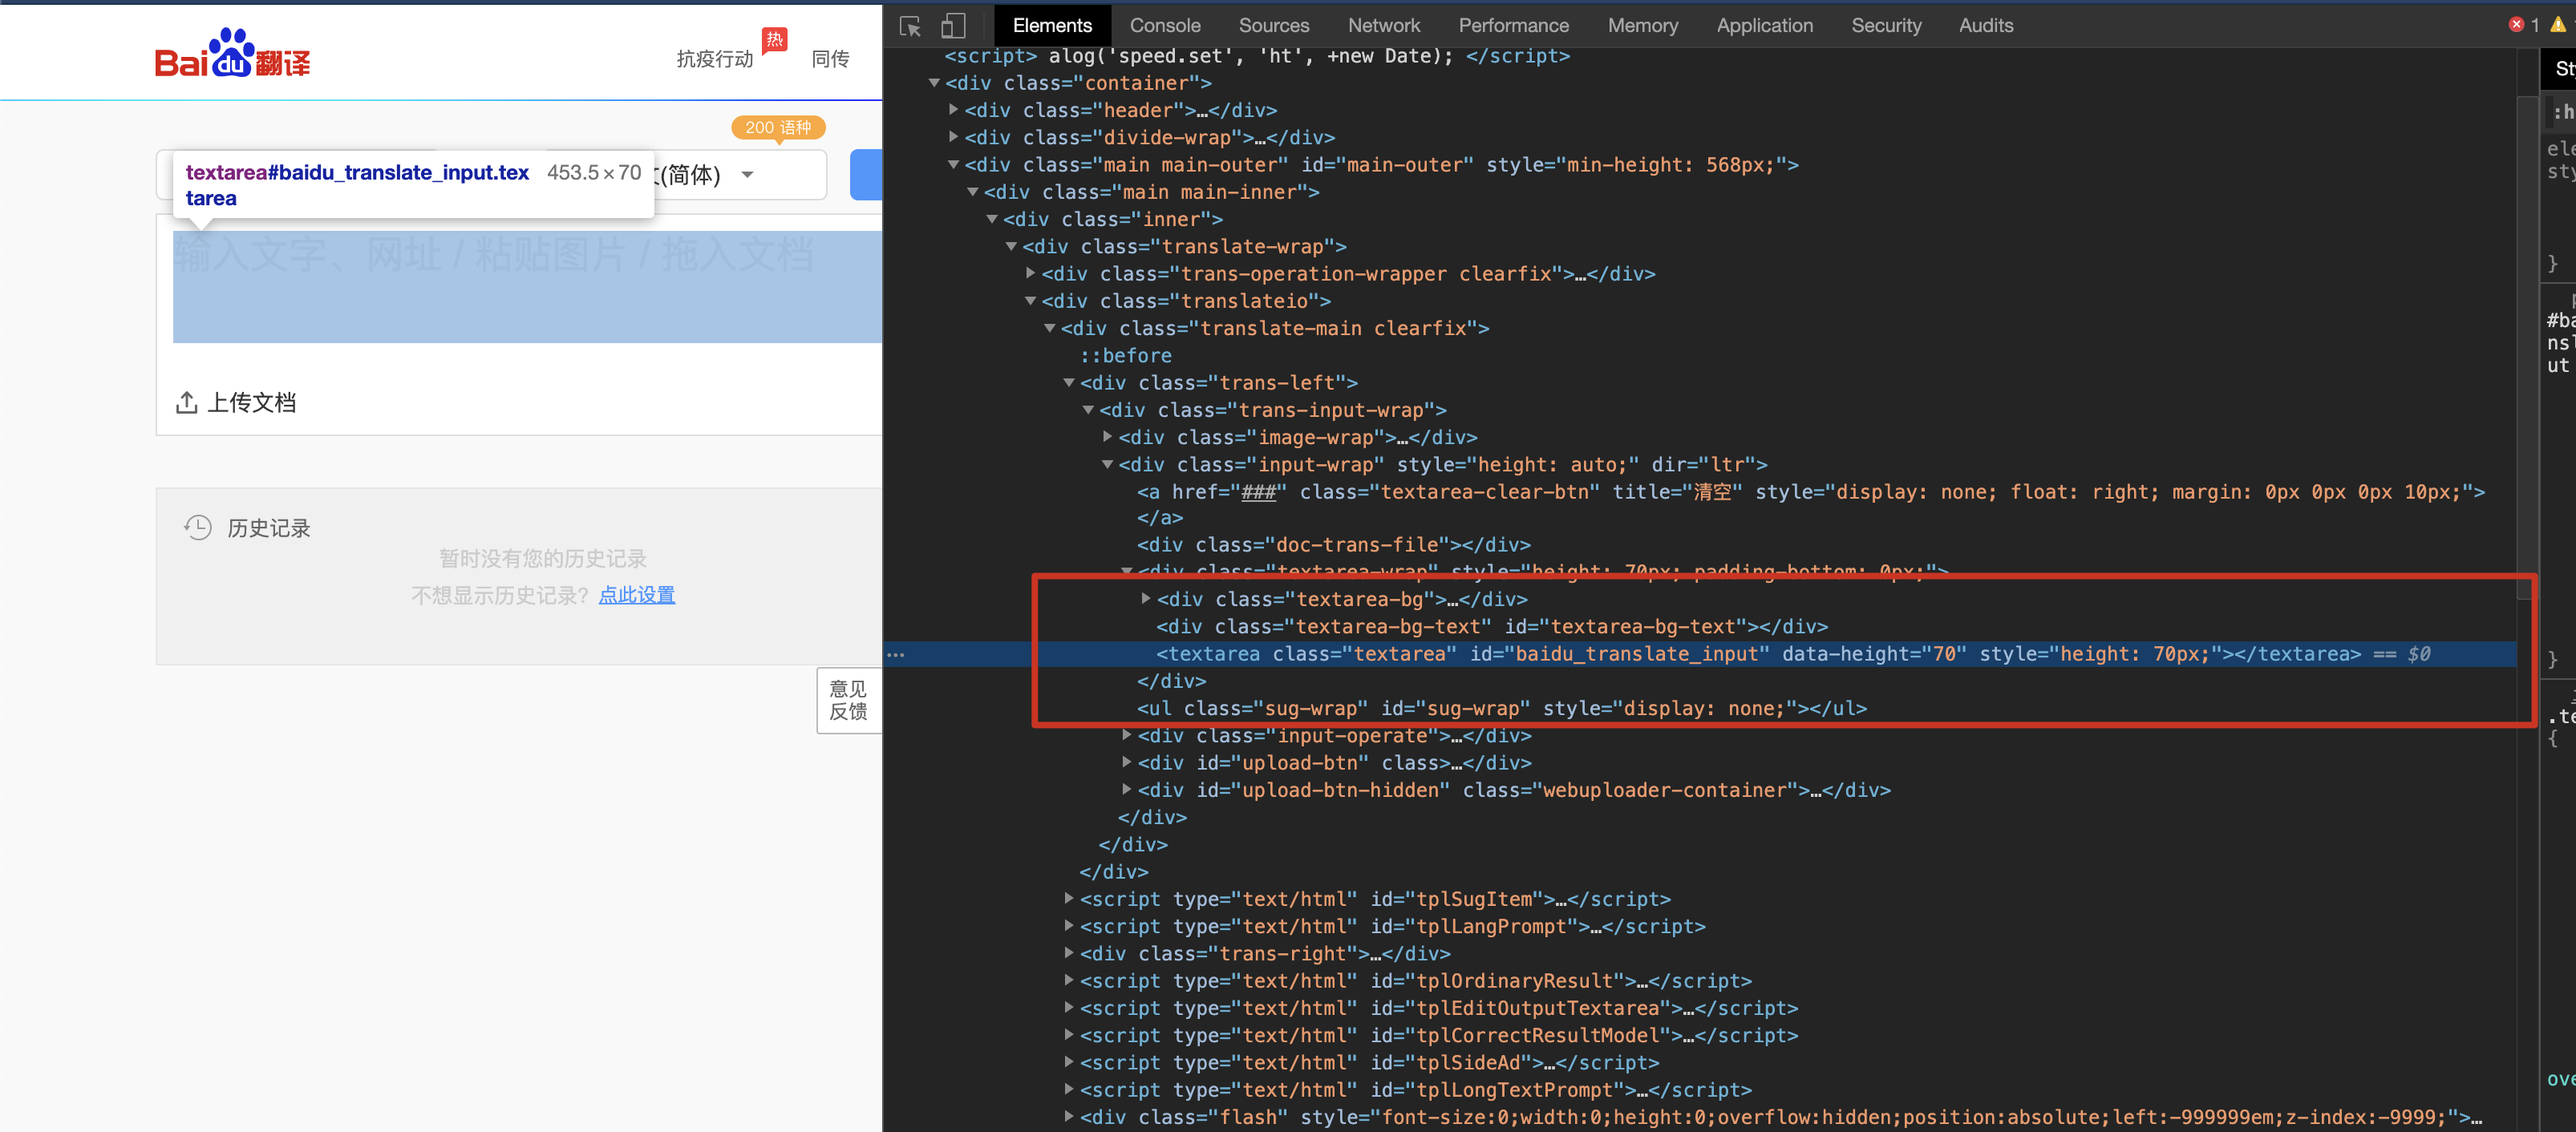 Bai du 翻译
抗疫行动 热 同传
200 语种
textarea#baidu_translate_input.tex
tarea
453.5 × 70
(简体)
输入文字、网址 / 粘贴图片 / 拖入文档
上传文档
历史记录
暂时没有您的历史记录
不想显示历史记录? 点此设置
意见
反馈
Elements Console Sources Network Performance Memory Application Security Audits 1
<script> alog('speed.set', 'ht', +new Date); </script>
<div class="container">
<div class="header">…</div>
<div class="divide-wrap">…</div>
<div class="main main-outer" id="main-outer" style="min-height: 568px;">
<div class="main main-inner">
<div class="inner">
<div class="translate-wrap">
<div class="trans-operation-wrapper clearfix">…</div>
<div class="translateio">
<div class="translate-main clearfix">
::before
<div class="trans-left">
<div class="trans-input-wrap">
<div class="image-wrap">…</div>
<div class="input-wrap" style="height: auto;" dir="ltr">
<a href="###" class="textarea-clear-btn" title="清空" style="display: none; float: right; margin: 0px 0px 0px 10px;">
</a>
<div class="doc-trans-file"></div>
<div class="textarea-wrap" style="height: 70px; padding-bottom: 0px;">
<div class="textarea-bg">…</div>
<div class="textarea-bg-text" id="textarea-bg-text"></div>
… <textarea class="textarea" id="baidu_translate_input" data-height="70" style="height: 70px;"></textarea> == $0
</div>
<ul class="sug-wrap" id="sug-wrap" style="display: none;"></ul>
<div class="input-operate">…</div>
<div id="upload-btn" class>…</div>
<div id="upload-btn-hidden" class="webuploader-container">…</div>
</div>
</div>
</div>
<script type="text/html" id="tplSugItem">…</script>
<script type="text/html" id="tplLangPrompt">…</script>
<div class="trans-right">…</div>
<script type="text/html" id="tplOrdinaryResult">…</script>
<script type="text/html" id="tplEditOutputTextarea">…</script>
<script type="text/html" id="tplCorrectResultModel">…</script>
<script type="text/html" id="tplSideAd">…</script>
<script type="text/html" id="tplLongTextPrompt">…</script>
<div class="flash" style="font-size:0;width:0;height:0;overflow:hidden;position:absolute;left:-999999em;z-index:-9999;">…
:h
ele
sty
}
#ba
nsl
ut
}
.te
{
ove